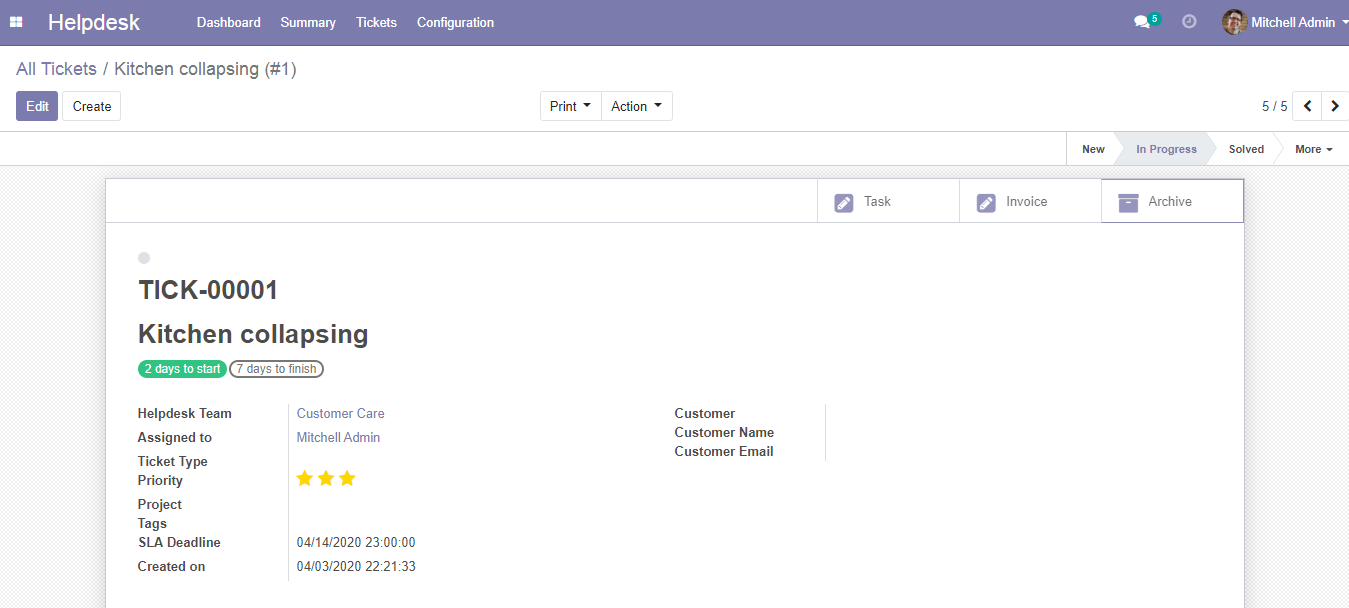 Helpdesk Dashboard Summary Tickets Configuration 5 Mitchell Admin
All Tickets / Kitchen collapsing (#1)
Edit Create Print Action 5 / 5
New In Progress Solved More
Task Invoice Archive
TICK-00001
Kitchen collapsing
2 days to start 7 days to finish
Helpdesk Team Customer Care
Assigned to Mitchell Admin
Ticket Type
Priority
Project
Tags
SLA Deadline 04/14/2020 23:00:00
Created on 04/03/2020 22:21:33
Customer
Customer Name
Customer Email